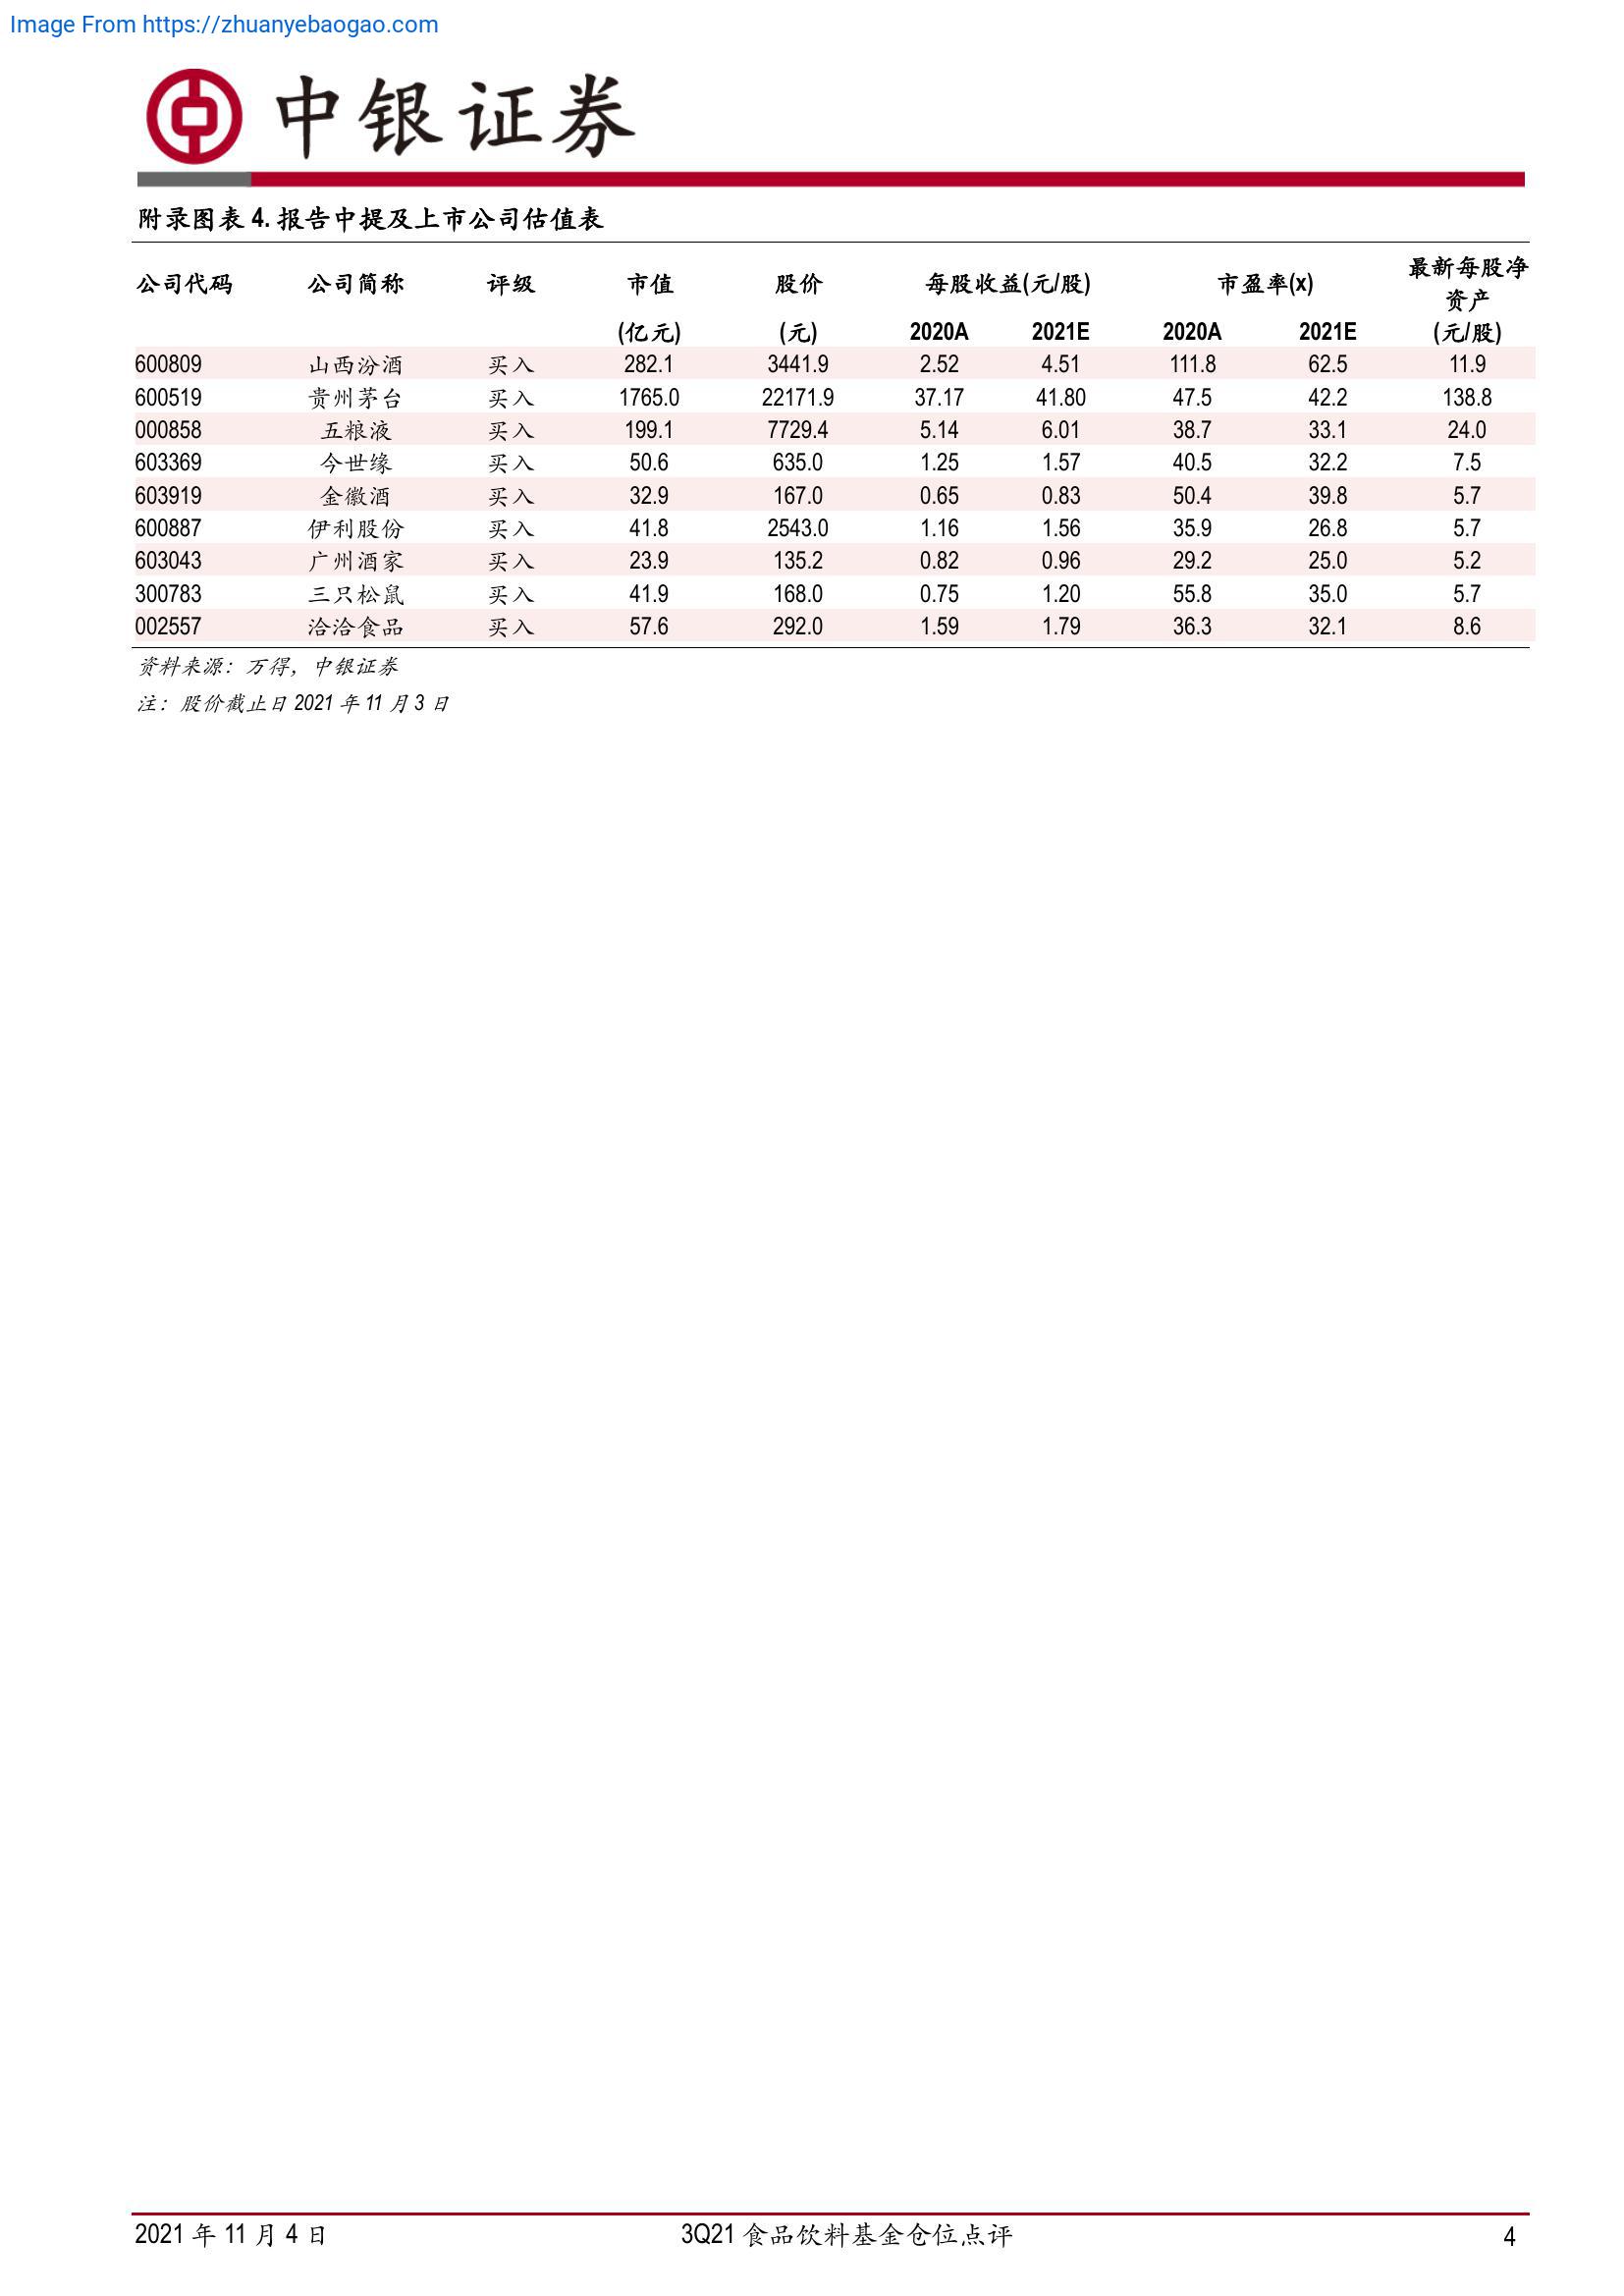 Image From https://zhuanyebaogao.com
中银证券
附录图表 4. 报告中提及上市公司估值表
公司代码 公司简称 评级 市值 股价 每股收益(元/股) 市盈率(x) 最新每股净资产
(亿元) (元) 2020A 2021E 2020A 2021E (元/股)
600809 山西汾酒 买入 282.1 3441.9 2.52 4.51 111.8 62.5 11.9
600519 贵州茅台 买入 1765.0 22171.9 37.17 41.80 47.5 42.2 138.8
000858 五粮液 买入 199.1 7729.4 5.14 6.01 38.7 33.1 24.0
603369 今世缘 买入 50.6 635.0 1.25 1.57 40.5 32.2 7.5
603919 金徽酒 买入 32.9 167.0 0.65 0.83 50.4 39.8 5.7
600887 伊利股份 买入 41.8 2543.0 1.16 1.56 35.9 26.8 5.7
603043 广州酒家 买入 23.9 135.2 0.82 0.96 29.2 25.0 5.2
300783 三只松鼠 买入 41.9 168.0 0.75 1.20 55.8 35.0 5.7
002557 洽洽食品 买入 57.6 292.0 1.59 1.79 36.3 32.1 8.6
资料来源：万得，中银证券
注：股价截止日 2021 年 11 月 3 日
2021 年 11 月 4 日 3Q21 食品饮料基金仓位点评 4